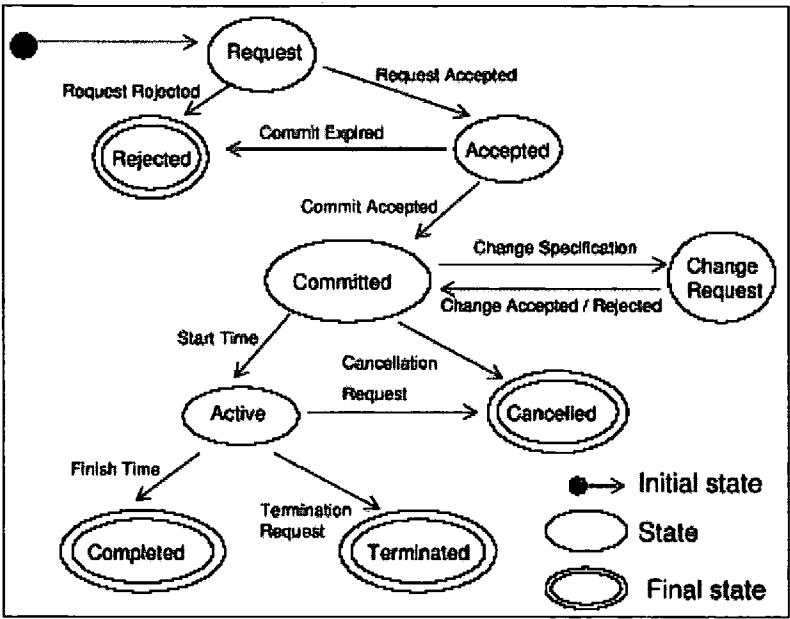 Request
Request Accepted
Request Rejected
Commit Expired
Rejected
Accepted
Commit Accepted
Change Specification
Change
Request
Committed
Change Accepted / Rejected
Start Time
Cancellation
Request
Active
Cancelled
Finish Time
Termination
Request
Initial state
State
Completed
Terminated
Final state